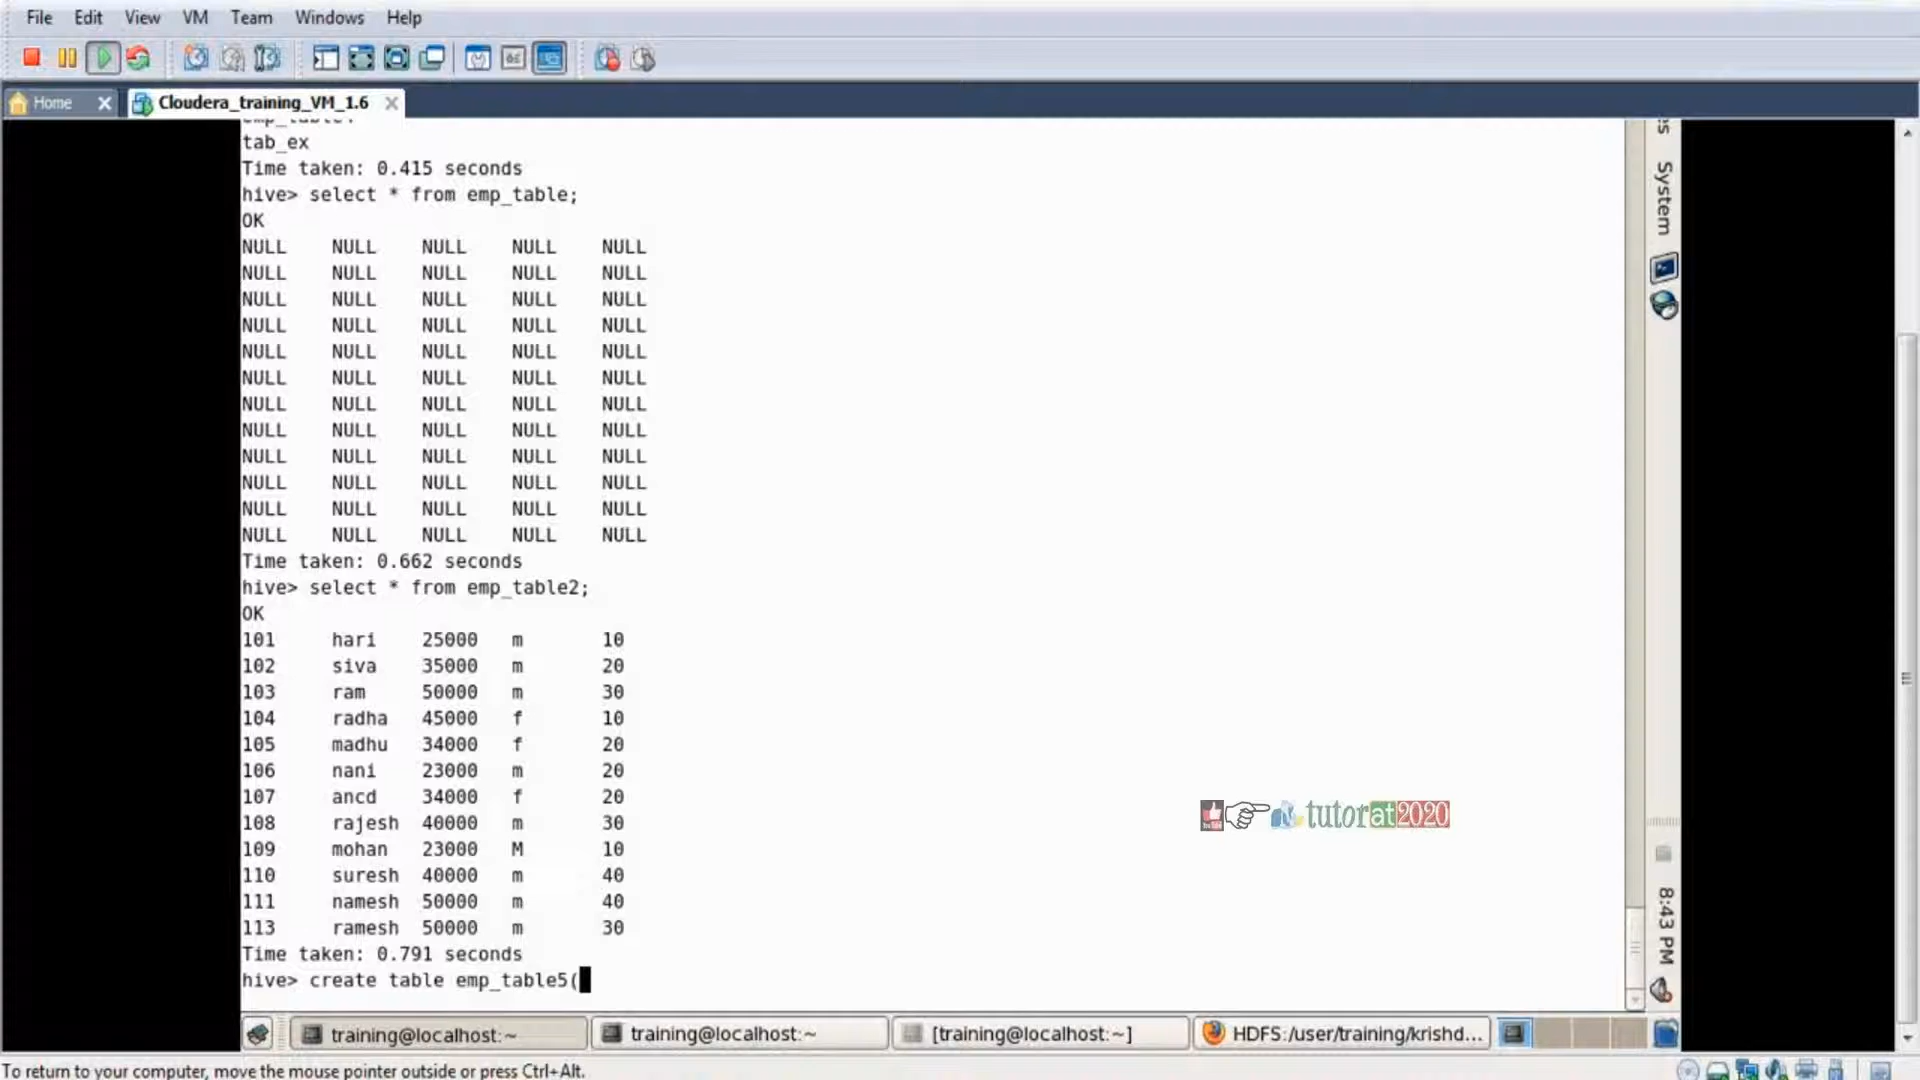 File Edit View VM Team Windows Help
Home Cloudera_training_VM_1.6
tab_ex
Time taken: 0.415 seconds
hive> select * from emp_table;
OK
NULL NULL NULL NULL NULL
NULL NULL NULL NULL NULL
NULL NULL NULL NULL NULL
NULL NULL NULL NULL NULL
NULL NULL NULL NULL NULL
NULL NULL NULL NULL NULL
NULL NULL NULL NULL NULL
NULL NULL NULL NULL NULL
NULL NULL NULL NULL NULL
NULL NULL NULL NULL NULL
NULL NULL NULL NULL NULL
NULL NULL NULL NULL NULL
Time taken: 0.662 seconds
hive> select * from emp_table2;
OK
101 hari 25000 m 10
102 siva 35000 m 20
103 ram 50000 m 30
104 radha 45000 f 10
105 madhu 34000 f 20
106 nani 23000 m 20
107 ancd 34000 f 20
108 rajesh 40000 m 30
109 mohan 23000 M 10
110 suresh 40000 m 40
111 namesh 50000 m 40
113 ramesh 50000 m 30
Time taken: 0.791 seconds
hive> create table emp_table5(
System
tutorat2020
8:43 PM
training@localhost:~ training@localhost:~ [training@localhost:~] HDFS:/user/training/krishd...
To return to your computer, move the mouse pointer outside or press Ctrl+Alt.